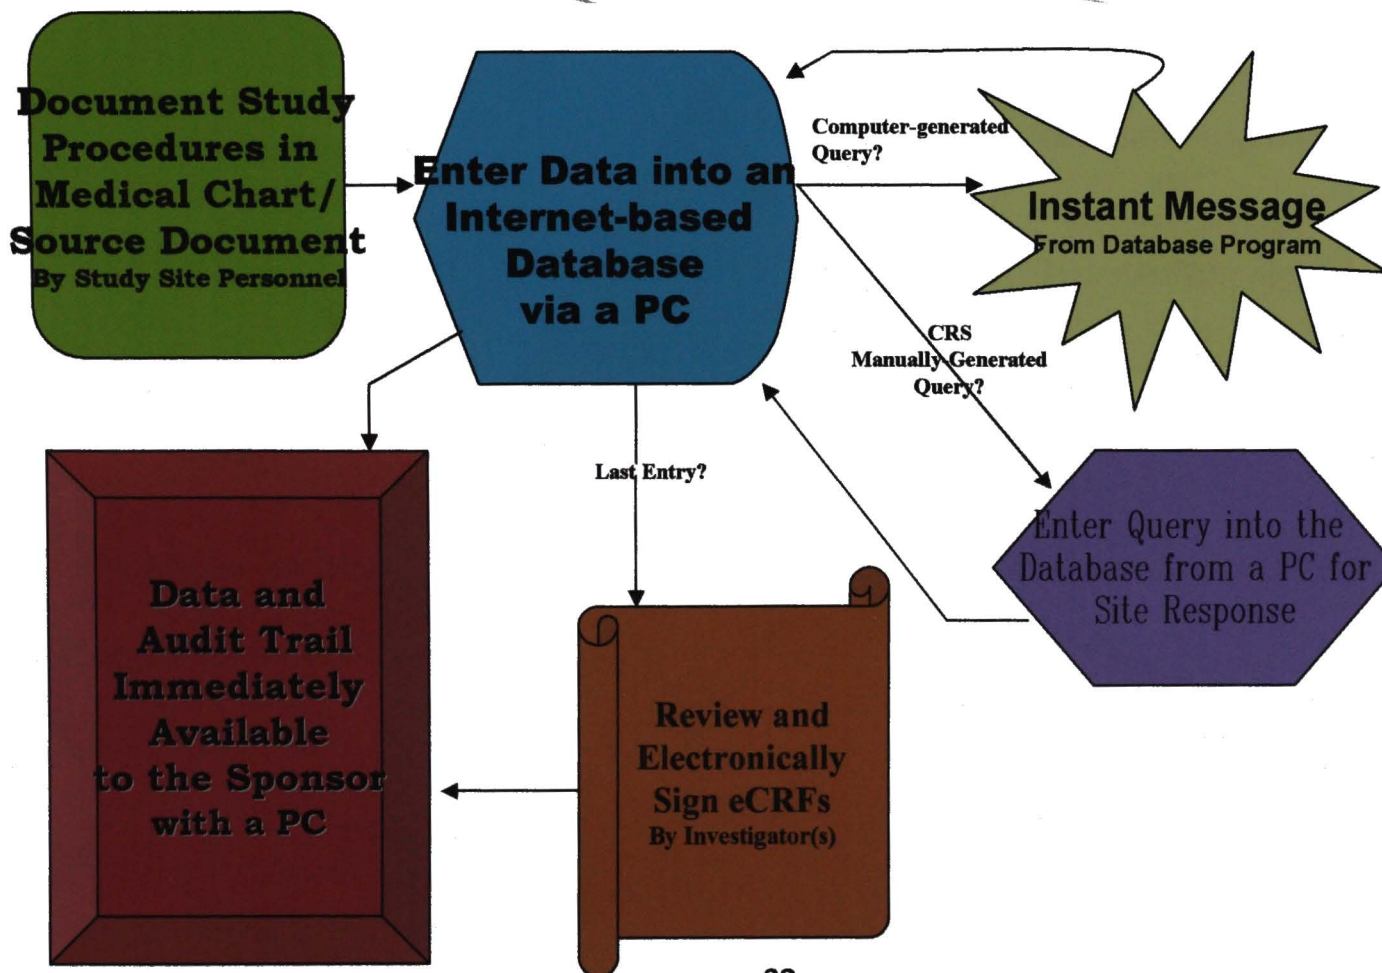 Document Study
Procedures in
Medical Chart/
Source Document
By Study Site Personnel
Enter Data into an
Internet-based
Database
via a PC
Computer-generated
Query?
Instant Message
From Database Program
CRS
Manually-Generated
Query?
Enter Query into the
Database from a PC for
Site Response
Last Entry?
Data and
Audit Trail
Immediately
Available
to the Sponsor
with a PC
Review and
Electronically
Sign eCRFs
By Investigator(s)